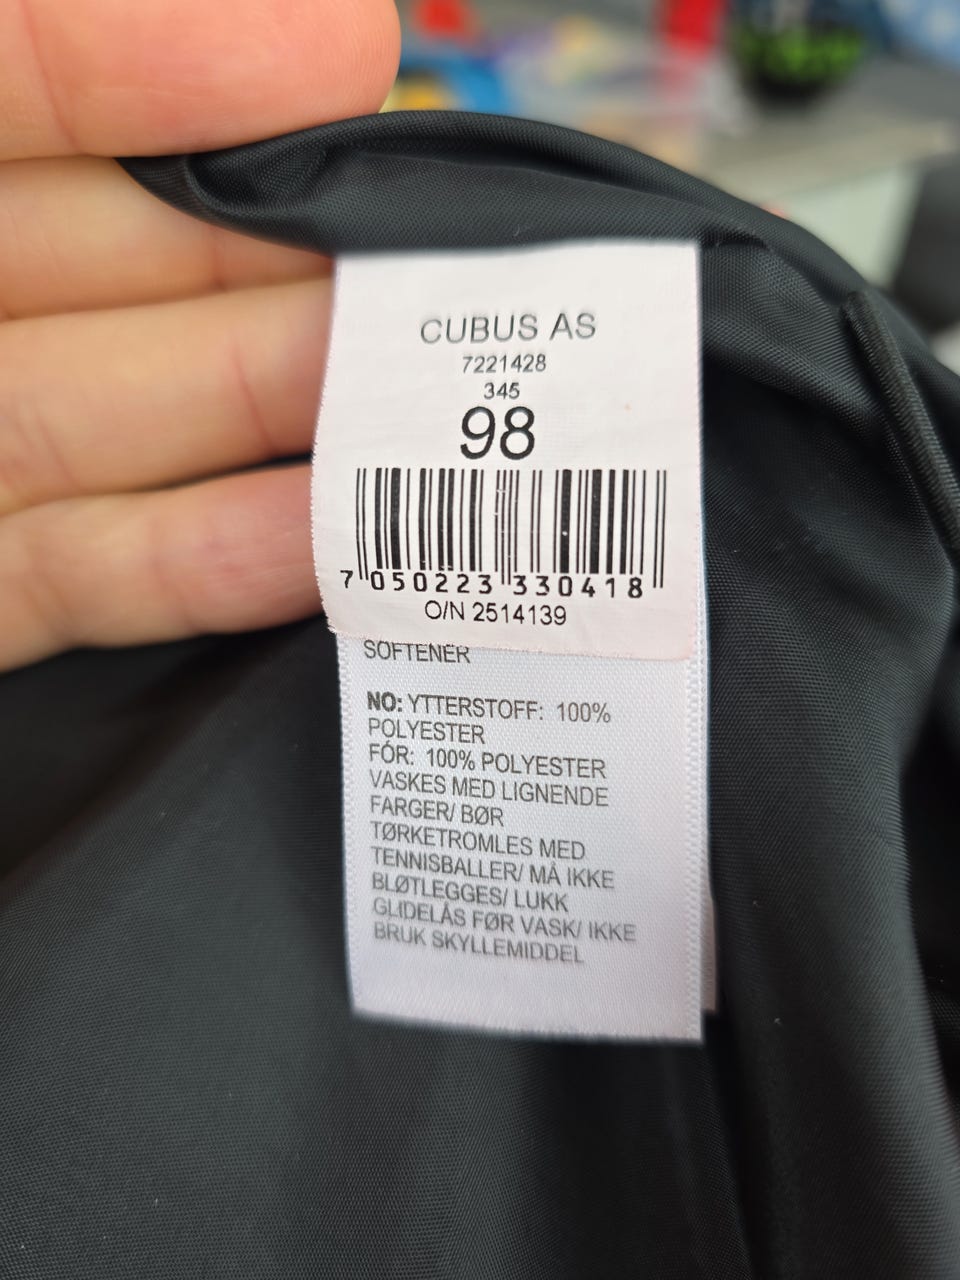 CUBUS AS
7221428
345
98
7 050223 330418
O/N 2514139
SOFTENER
NO: YTTERSTOFF: 100%
POLYESTER
FÓR: 100% POLYESTER
VASKES MED LIGNENDE
FARGER/ BØR
TØRKETROMLES MED
TENNISBALLER/ MÅ IKKE
BLØTLEGGES/ LUKK
GLIDELÅS FØR VASK/ IKKE
BRUK SKYLLEMIDDEL